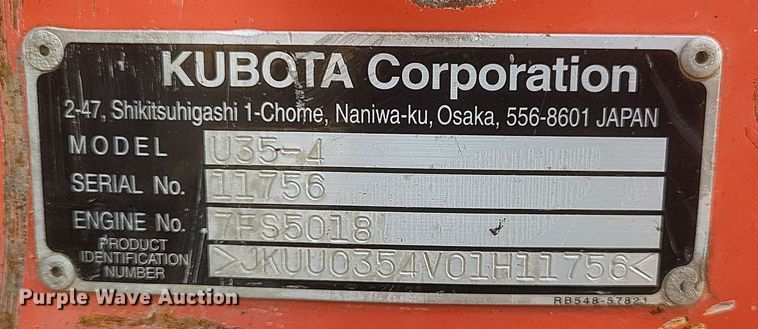 KUBOTA Corporation
2-47, Shikitsuhigashi 1-Chome, Naniwa-ku, Osaka, 556-8601 JAPAN
MODEL U35-4
SERIAL No. 11756
ENGINE No. 7FS5018
PRODUCT
IDENTIFICATION
NUMBER >JKUU0354V01H11756<
RB548-57821
Purple Wave Auction